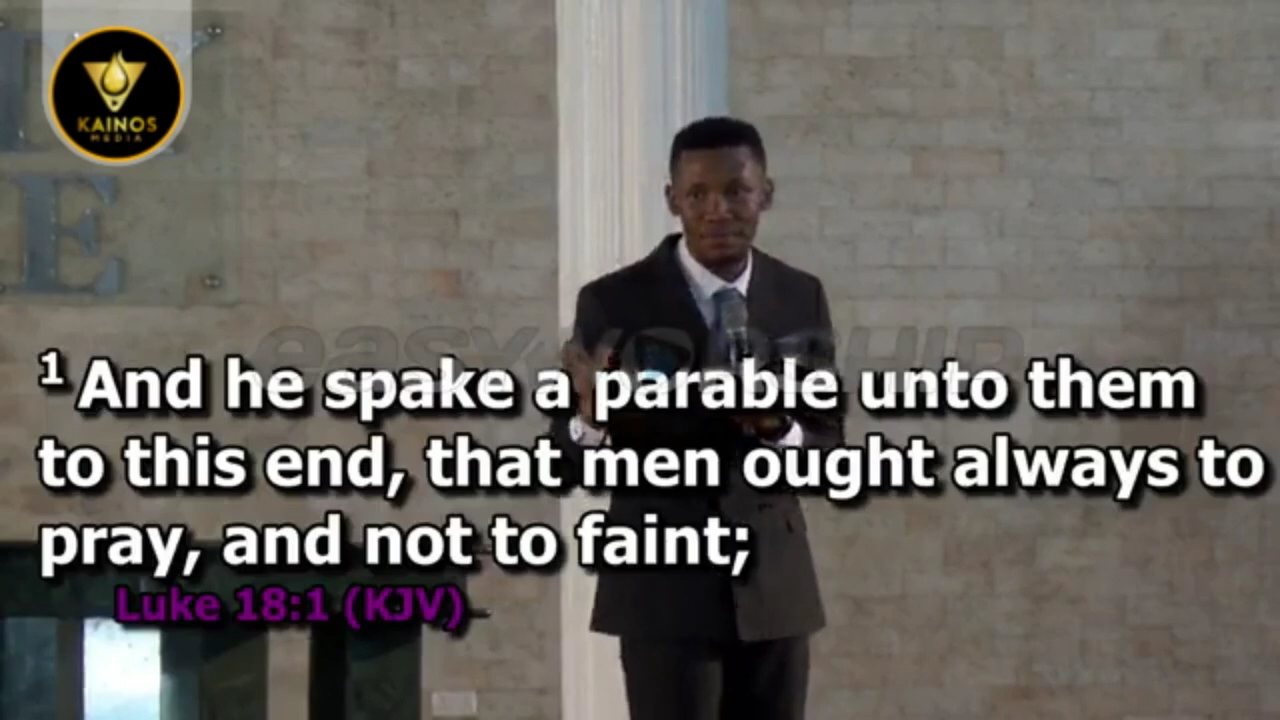 E
KAINOS
MEDIA
easyworship
1 And he spake a parable unto them
to this end, that men ought always to
pray, and not to faint;
Luke 18:1 (KJV)